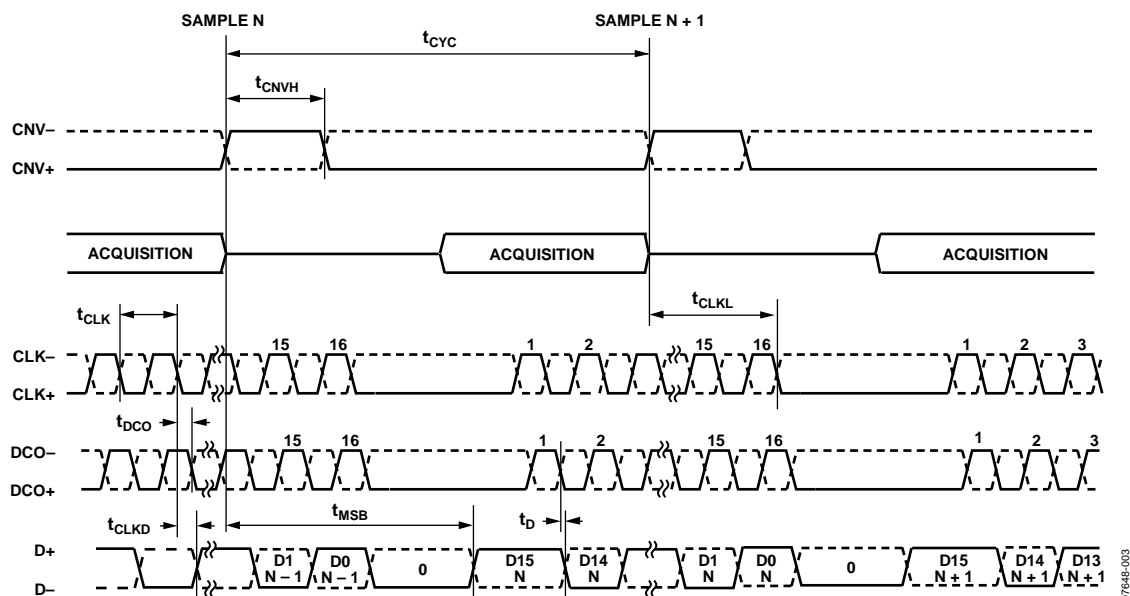 SAMPLE N SAMPLE N + 1
tCYC
tCNVH
CNV–
CNV+
ACQUISITION ACQUISITION ACQUISITION
tCLK tCLKL
15 16 1 2 15 16 1 2 3
CLK–
CLK+
tDCO
15 16 1 2 15 16 1 2 3
DCO–
DCO+
tCLKD tMSB tD
D+
D1 D0 0 D15 D14 D1 D0 0 D15 D14 D13
N – 1 N – 1 N N N N N + 1 N + 1 N + 1
D–
07648-003